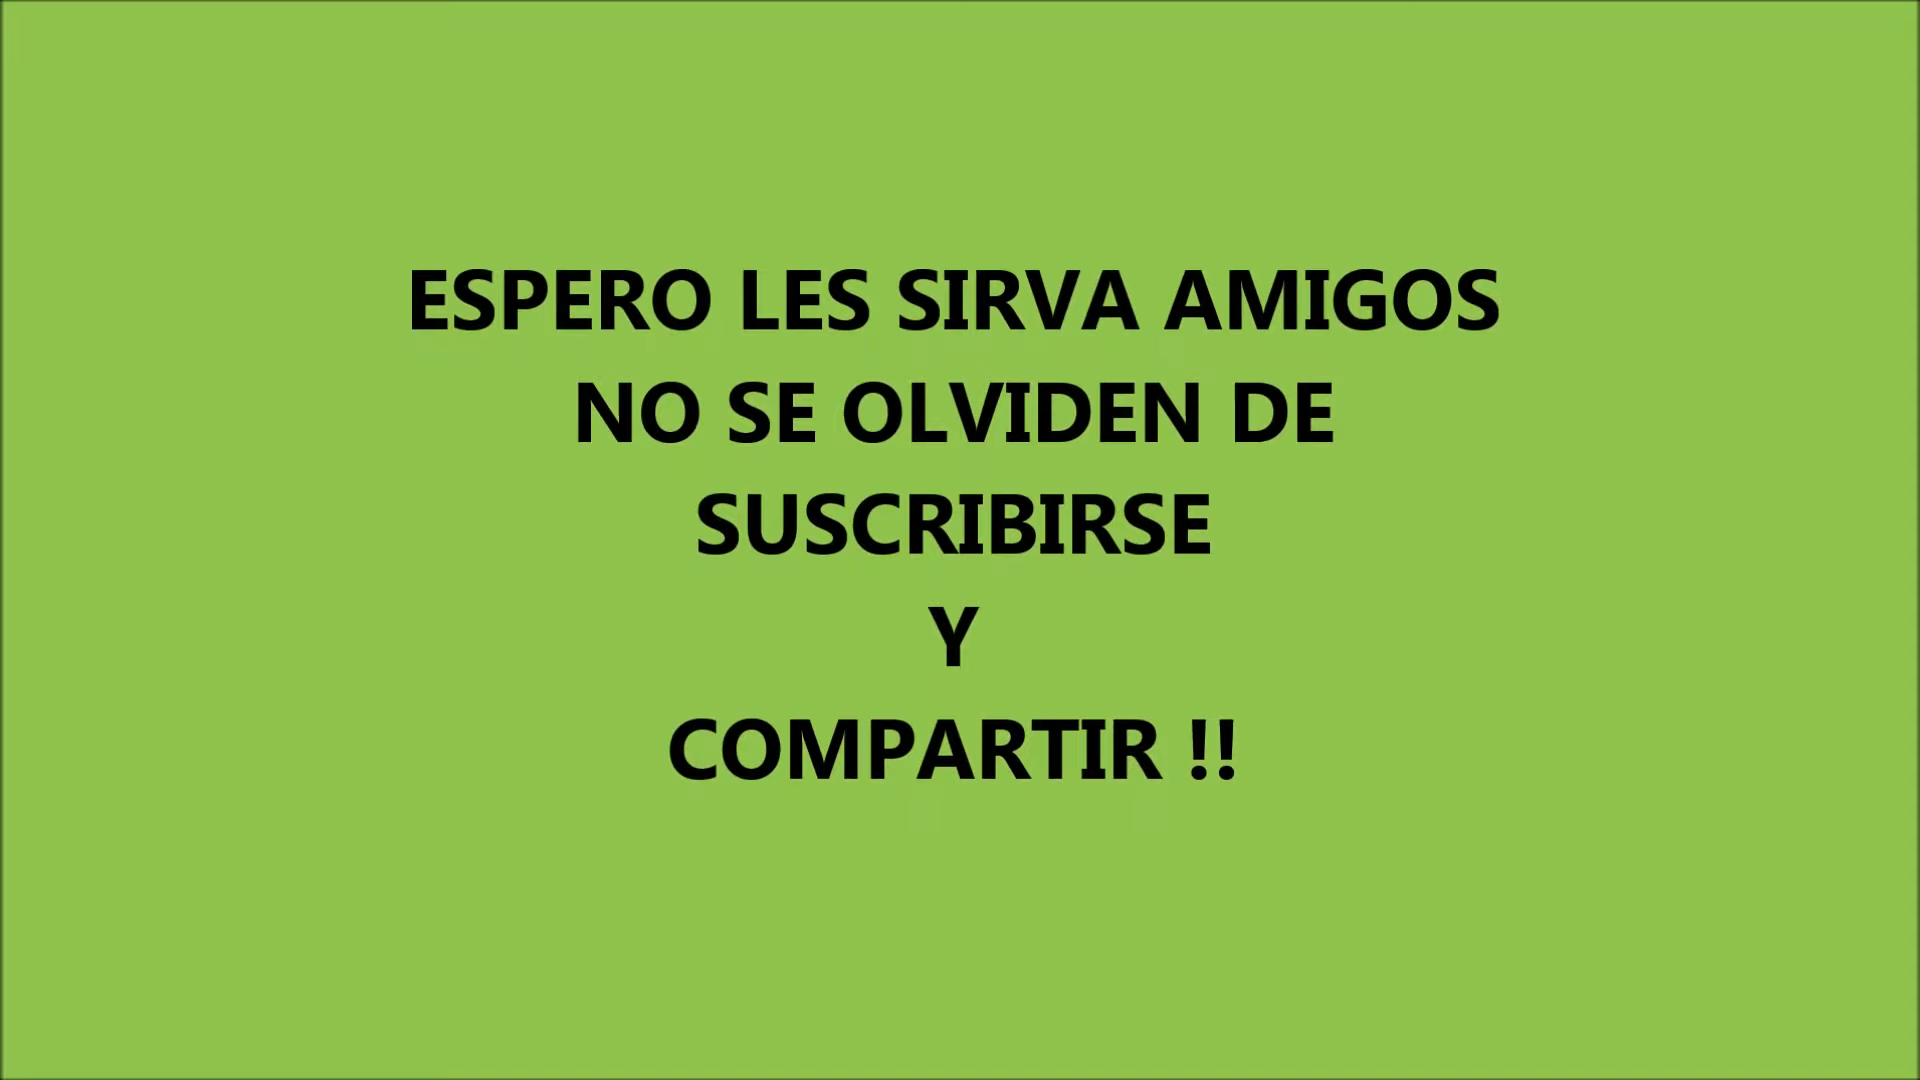 ESPERO LES SIRVA AMIGOS
NO SE OLVIDEN DE
SUSCRIBIRSE
Y
COMPARTIR !!